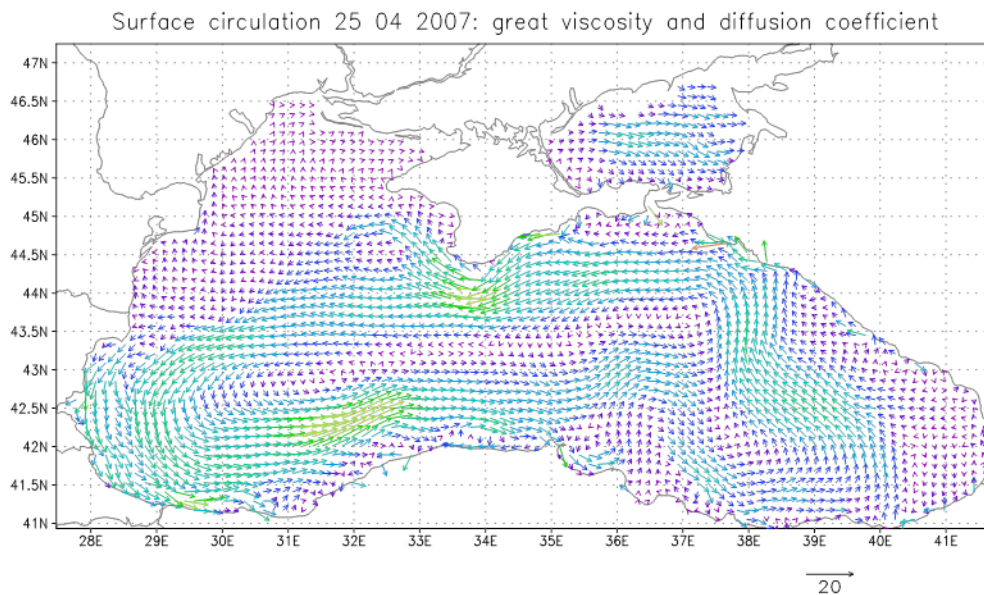 Surface circulation 25 04 2007: great viscosity and diffusion coefficient
47N
46.5N
46N
45.5N
45N
44.5N
44N
43.5N
43N
42.5N
42N
41.5N
41N
28E 29E 30E 31E 32E 33E 34E 35E 36E 37E 38E 39E 40E 41E
20